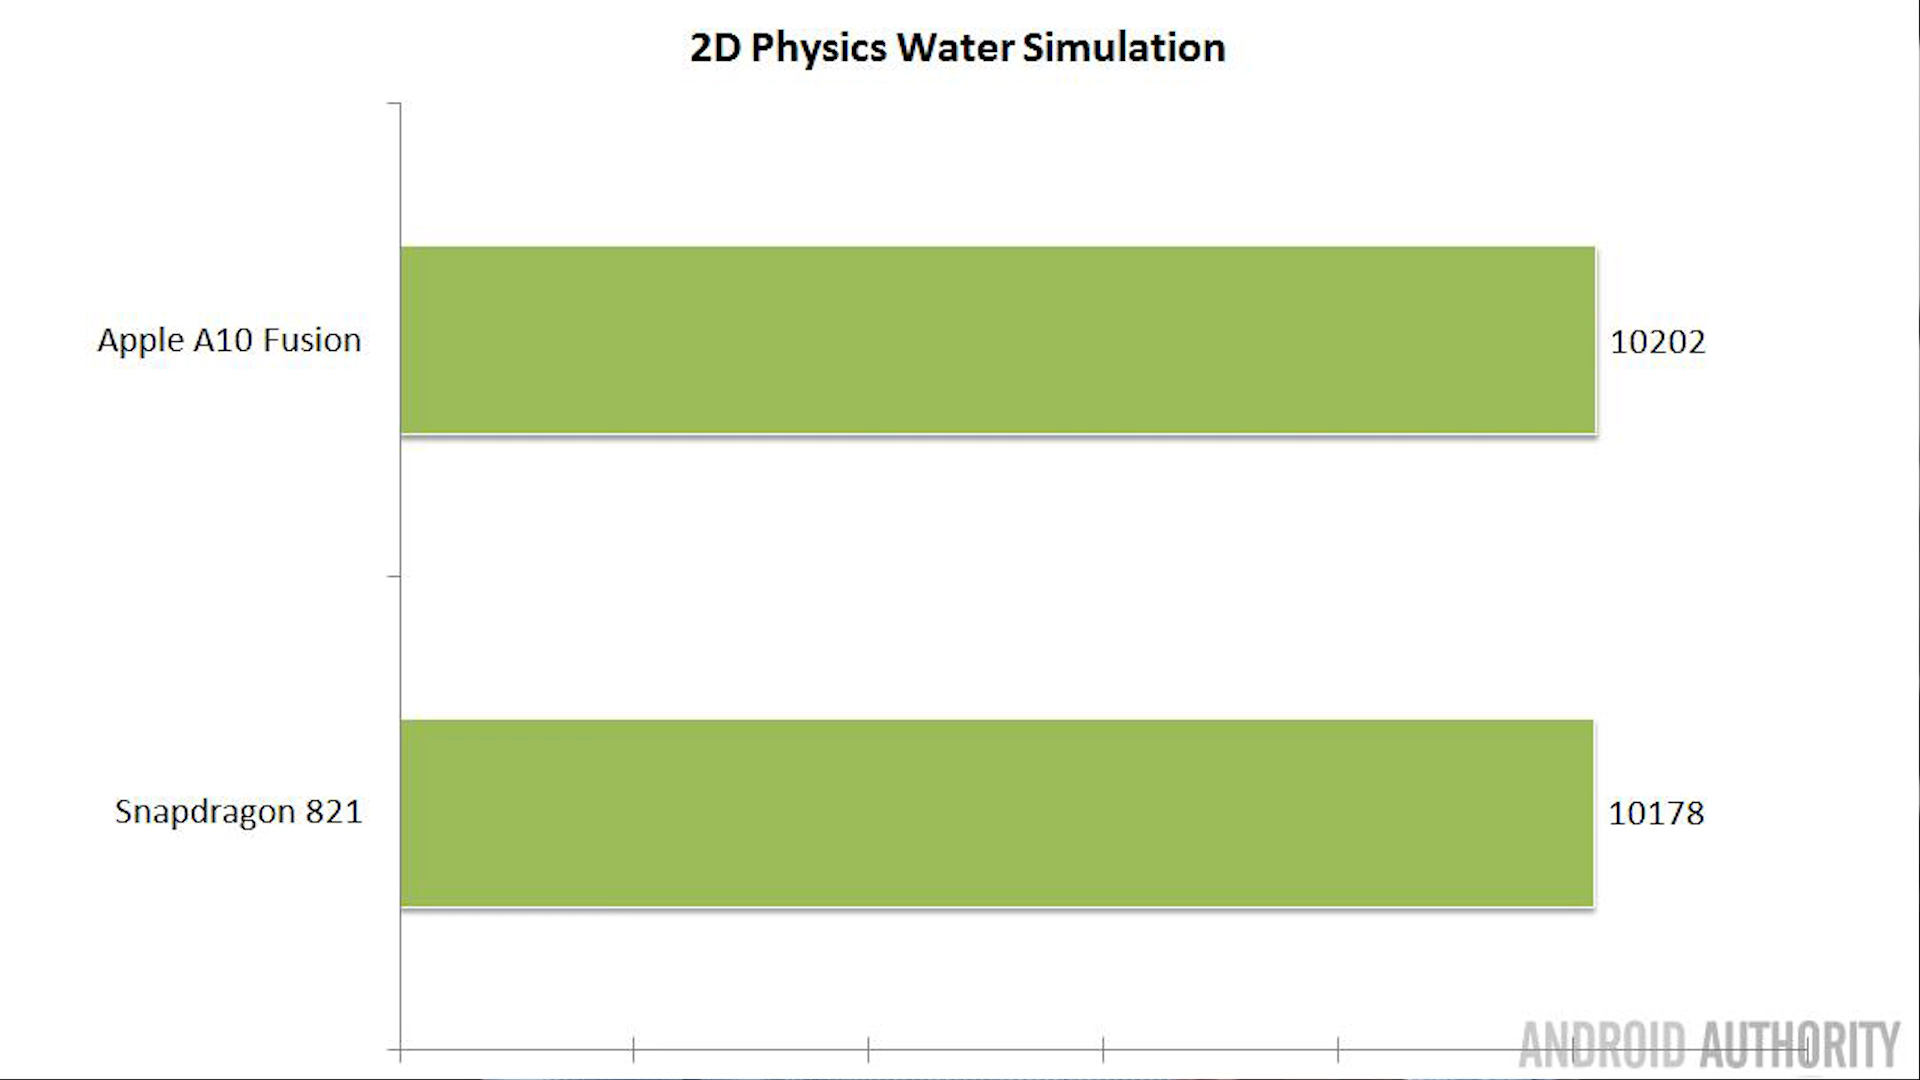 2D Physics Water Simulation
Apple A10 Fusion
10202
Snapdragon 821
10178
ANDROID AUTHORITY